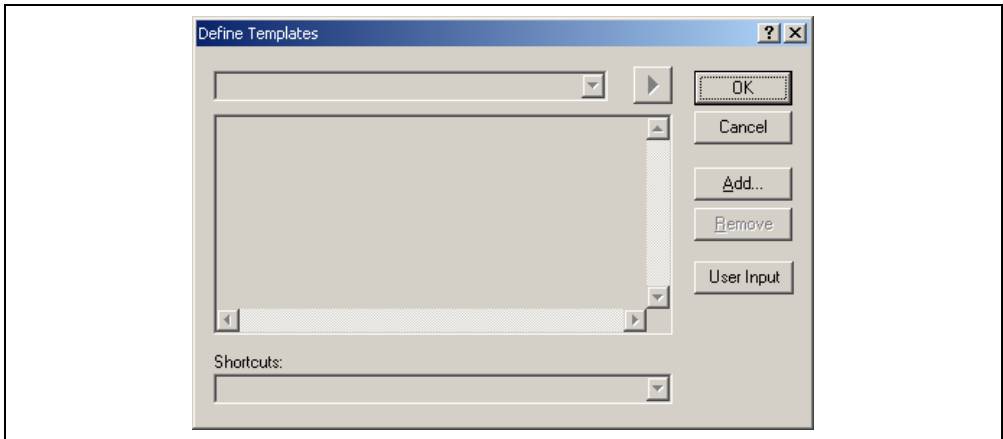 Define Templates
OK
Cancel
Add...
Remove
User Input
Shortcuts: